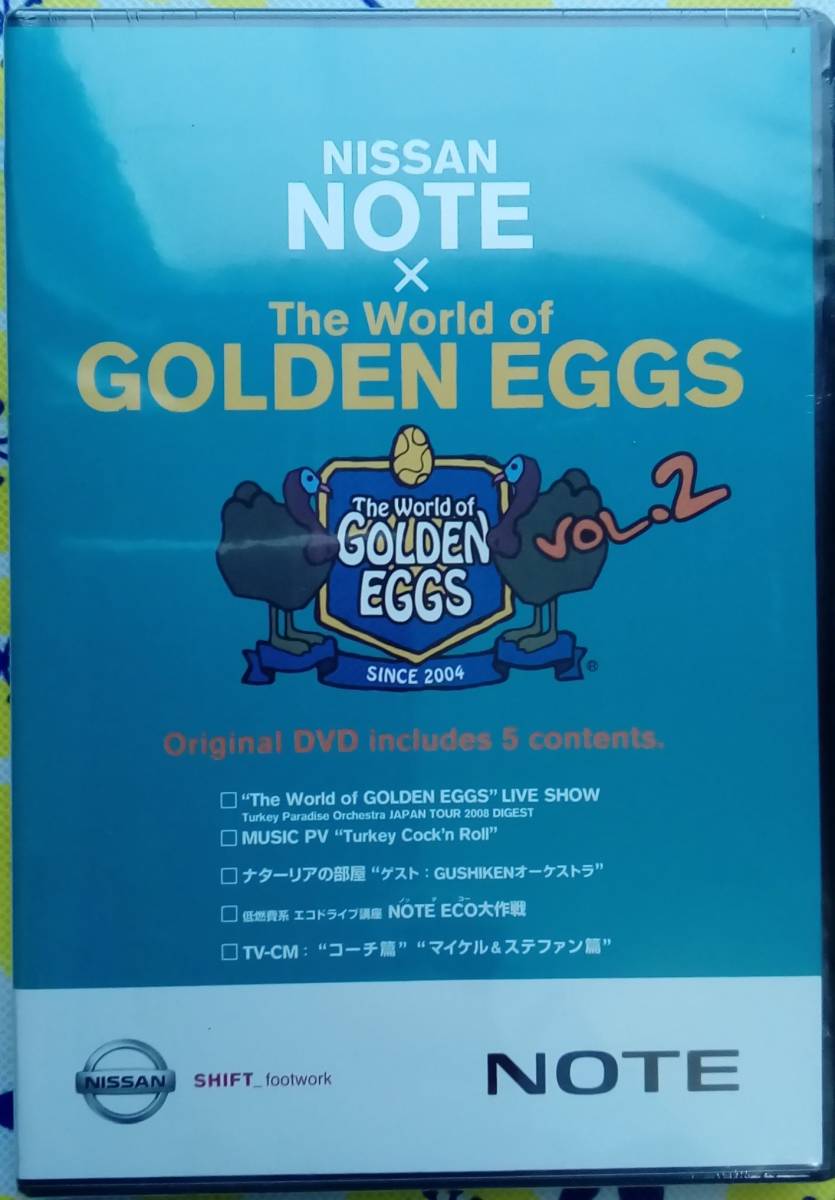 NISSAN
NOTE
×
The World of
GOLDEN EGGS
The World of
GOLDEN
EGGS
VOL.2
SINCE 2004
®
Original DVD includes 5 contents.
□ “The World of GOLDEN EGGS” LIVE SHOW
Turkey Paradise Orchestra JAPAN TOUR 2008 DIGEST
□ MUSIC PV “Turkey Cock'n Roll”
□ ナターリアの部屋 “ゲスト：GUSHIKENオーケストラ”
ノッ テ コー
□ 低燃費系 エコドライブ講座 NOTE ECO大作戦
□ TV-CM： “コーチ篇” “マイケル＆ステファン篇”
NISSAN
SHIFT_footwork
NOTE